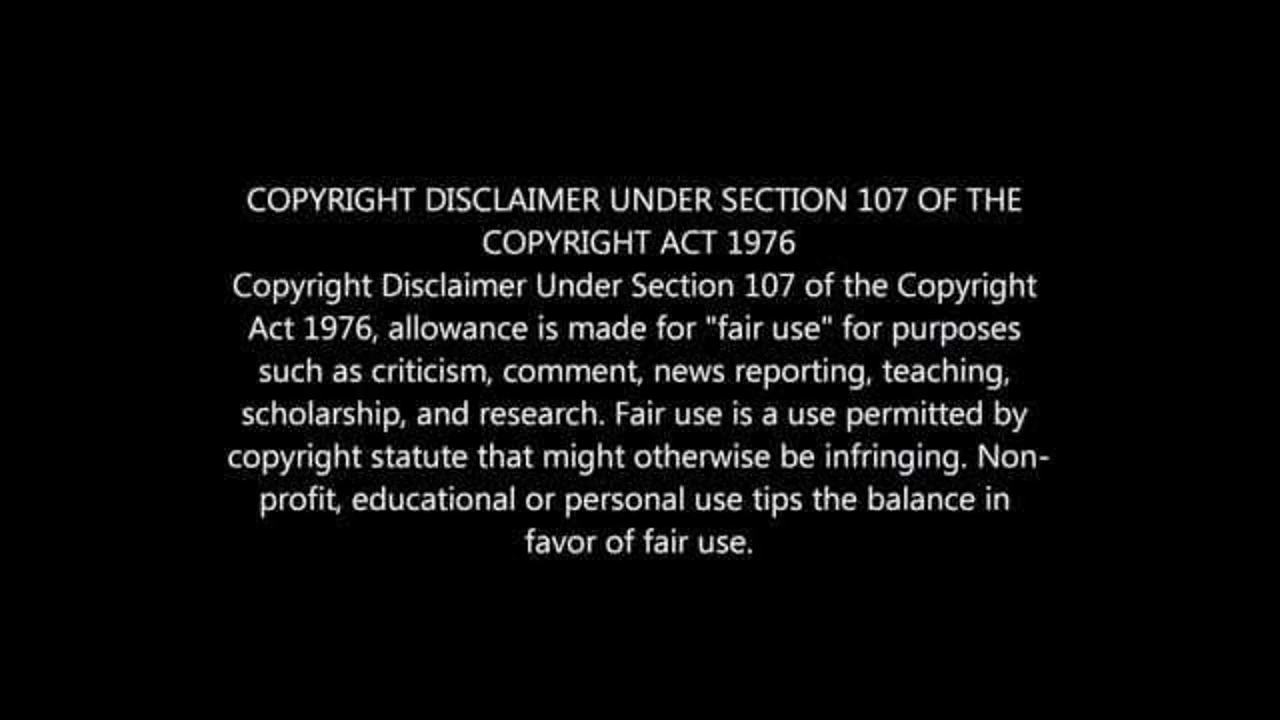 COPYRIGHT DISCLAIMER UNDER SECTION 107 OF THE
COPYRIGHT ACT 1976
Copyright Disclaimer Under Section 107 of the Copyright
Act 1976, allowance is made for "fair use" for purposes
such as criticism, comment, news reporting, teaching,
scholarship, and research. Fair use is a use permitted by
copyright statute that might otherwise be infringing. Non-
profit, educational or personal use tips the balance in
favor of fair use.